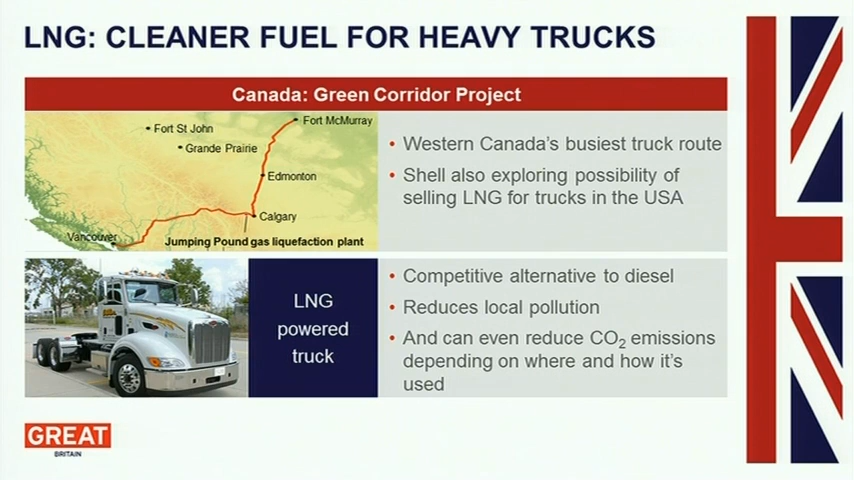 LNG: CLEANER FUEL FOR HEAVY TRUCKS
Canada: Green Corridor Project
Fort McMurray
Fort St John
Grande Prairie
Edmonton
Calgary
Vancouver
Jumping Pound gas liquefaction plant
• Western Canada's busiest truck route
• Shell also exploring possibility of
selling LNG for trucks in the USA
LNG
powered
truck
• Competitive alternative to diesel
• Reduces local pollution
• And can even reduce CO₂ emissions
depending on where and how it's
used
GREAT
BRITAIN